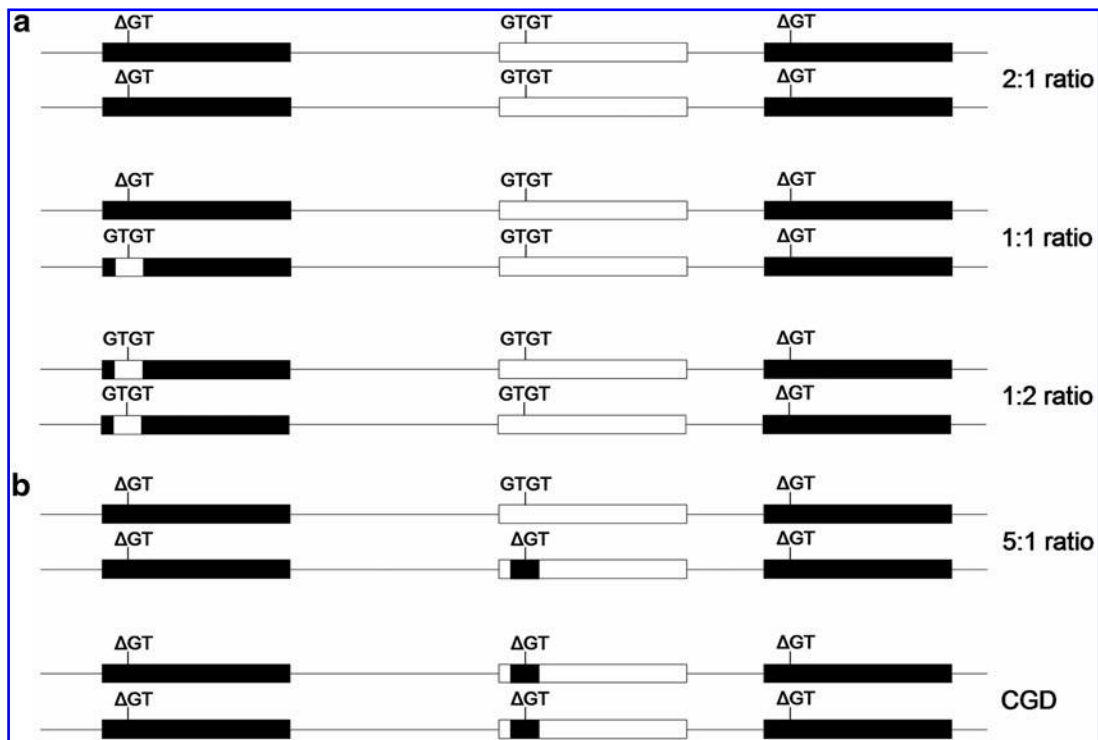 a
ΔGT GTGT ΔGT
ΔGT GTGT ΔGT
2:1 ratio
ΔGT GTGT ΔGT
GTGT GTGT ΔGT
1:1 ratio
GTGT GTGT ΔGT
GTGT GTGT ΔGT
1:2 ratio
b
ΔGT GTGT ΔGT
ΔGT ΔGT ΔGT
5:1 ratio
ΔGT ΔGT ΔGT
ΔGT ΔGT ΔGT
CGD